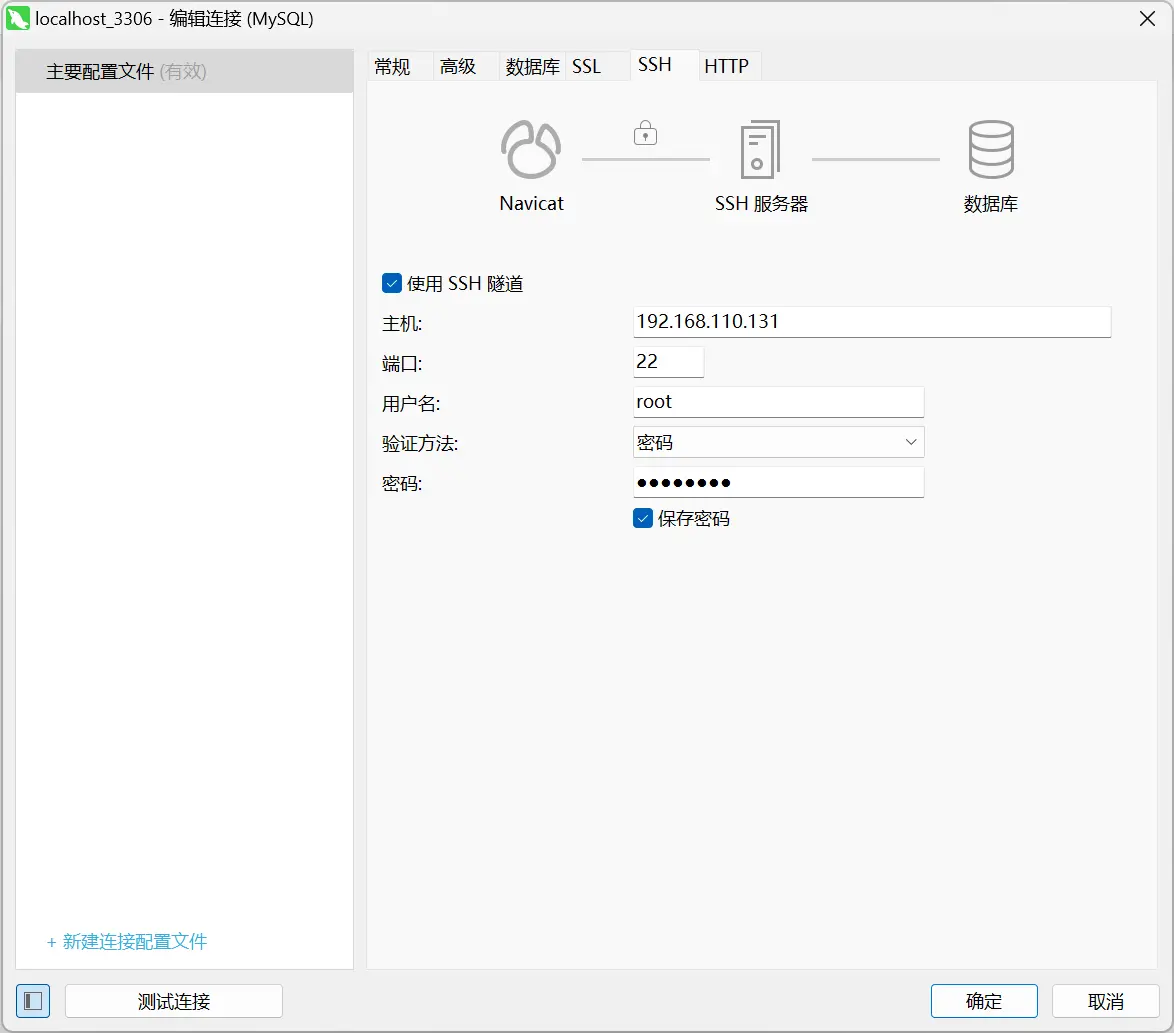 localhost_3306 - 编辑连接 (MySQL)
主要配置文件 (有效)
常规 高级 数据库 SSL SSH HTTP
Navicat SSH 服务器 数据库
使用 SSH 隧道
主机: 192.168.110.131
端口: 22
用户名: root
验证方法: 密码
密码: ●●●●●●●●
保存密码
+ 新建连接配置文件
测试连接 确定 取消